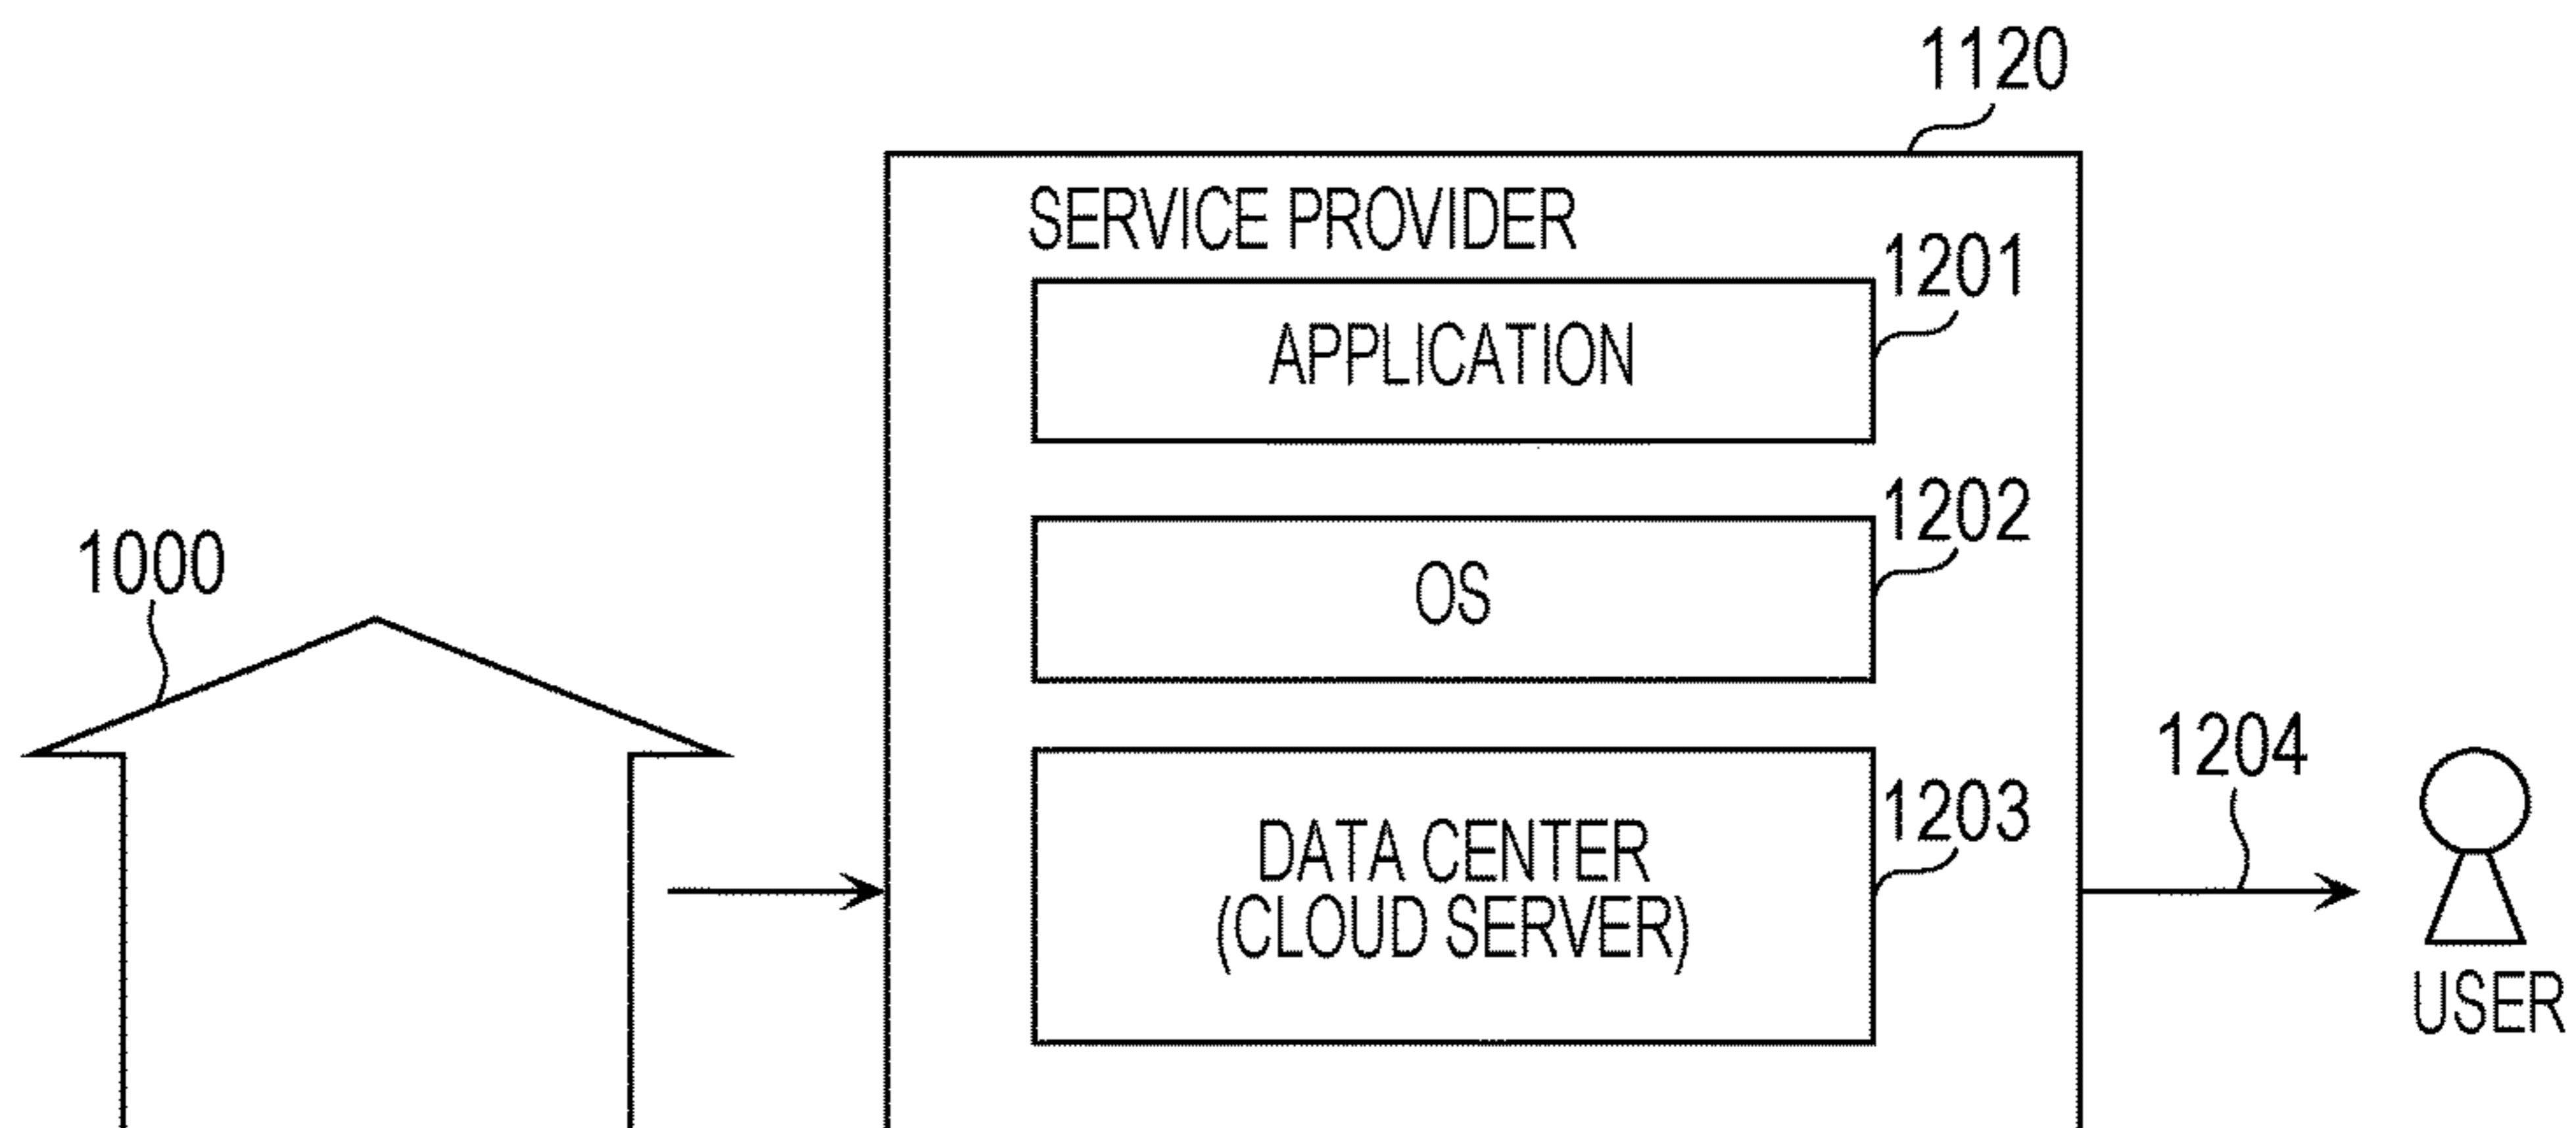 1120
SERVICE PROVIDER
1201
APPLICATION
1202
OS
1000
1204
1203
DATA CENTER
(CLOUD SERVER)
USER